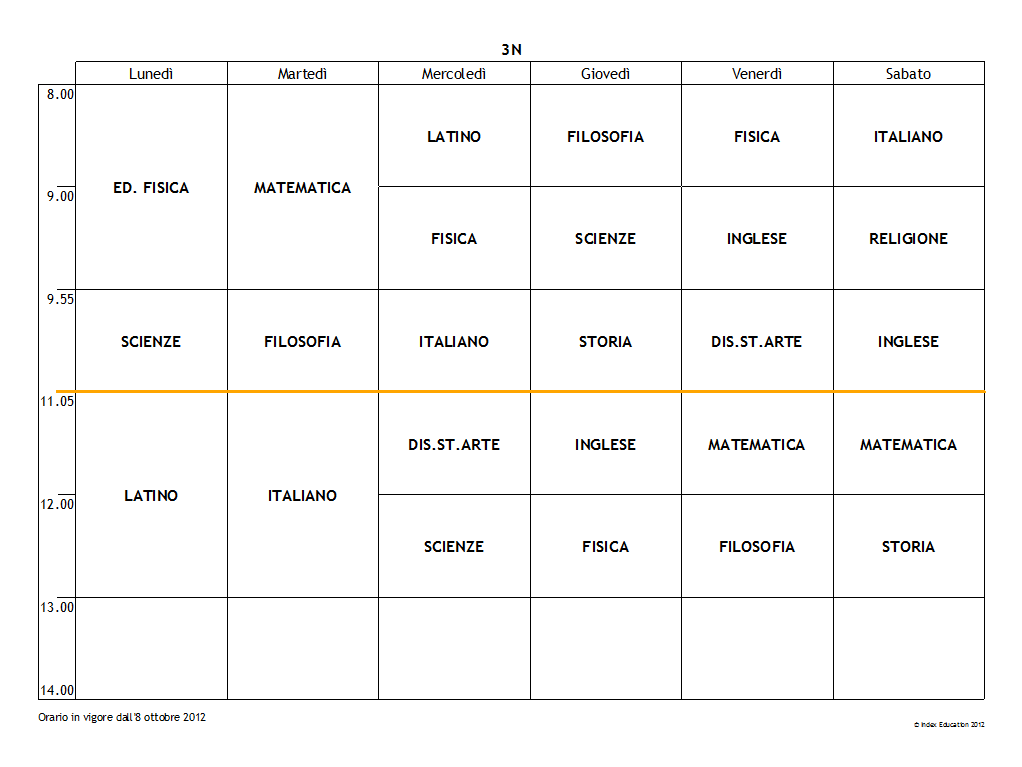 3N
Lunedì Martedì Mercoledì Giovedì Venerdì Sabato
8.00
LATINO FILOSOFIA FISICA ITALIANO
ED. FISICA MATEMATICA
9.00
FISICA SCIENZE INGLESE RELIGIONE
9.55
SCIENZE FILOSOFIA ITALIANO STORIA DIS.ST.ARTE INGLESE
11.05
DIS.ST.ARTE INGLESE MATEMATICA MATEMATICA
LATINO ITALIANO
12.00
SCIENZE FISICA FILOSOFIA STORIA
13.00
14.00
Orario in vigore dall'8 ottobre 2012
© Index Education 2012